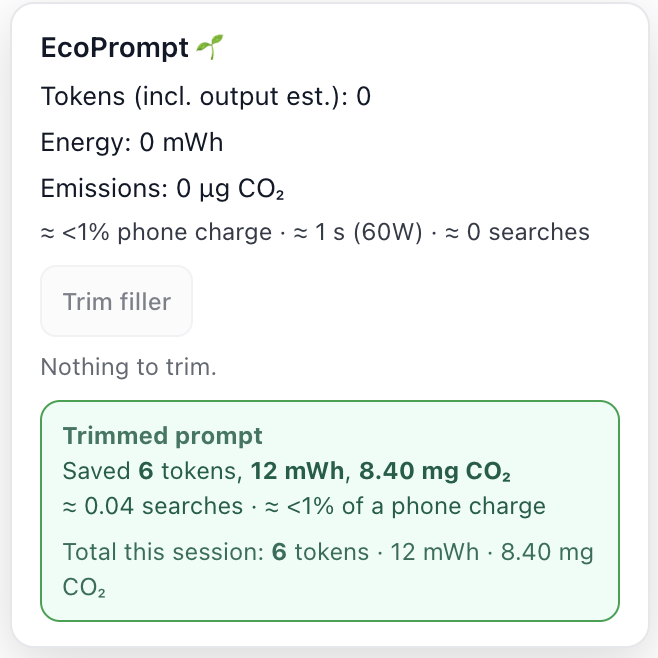 EcoPrompt 🌱
Tokens (incl. output est.): 0
Energy: 0 mWh
Emissions: 0 µg CO₂
≈ <1% phone charge · ≈ 1 s (60W) · ≈ 0 searches
Trim filler
Nothing to trim.
Trimmed prompt
Saved 6 tokens, 12 mWh, 8.40 mg CO₂
≈ 0.04 searches · ≈ <1% of a phone charge
Total this session: 6 tokens · 12 mWh · 8.40 mg
CO₂